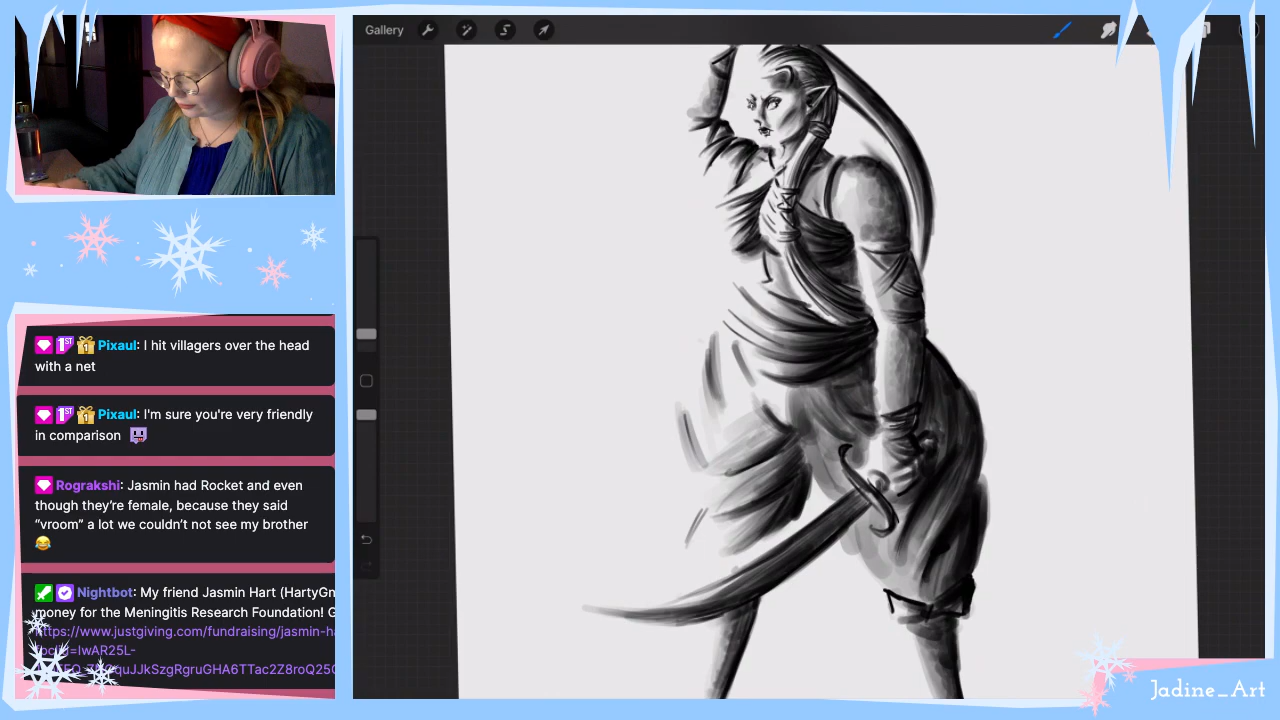 Gallery
Pixaul: I hit villagers over the head
with a net
Pixaul: I'm sure you're very friendly
in comparison
Rograkshi: Jasmin had Rocket and even
though they're female, because they said
"vroom" a lot we couldn't not see my brother
Nightbot: My friend Jasmin Hart (HartyGn
money for the Meningitis Research Foundation! G
https://www.justgiving.com/fundraising/jasmin-h
Jadine_Art